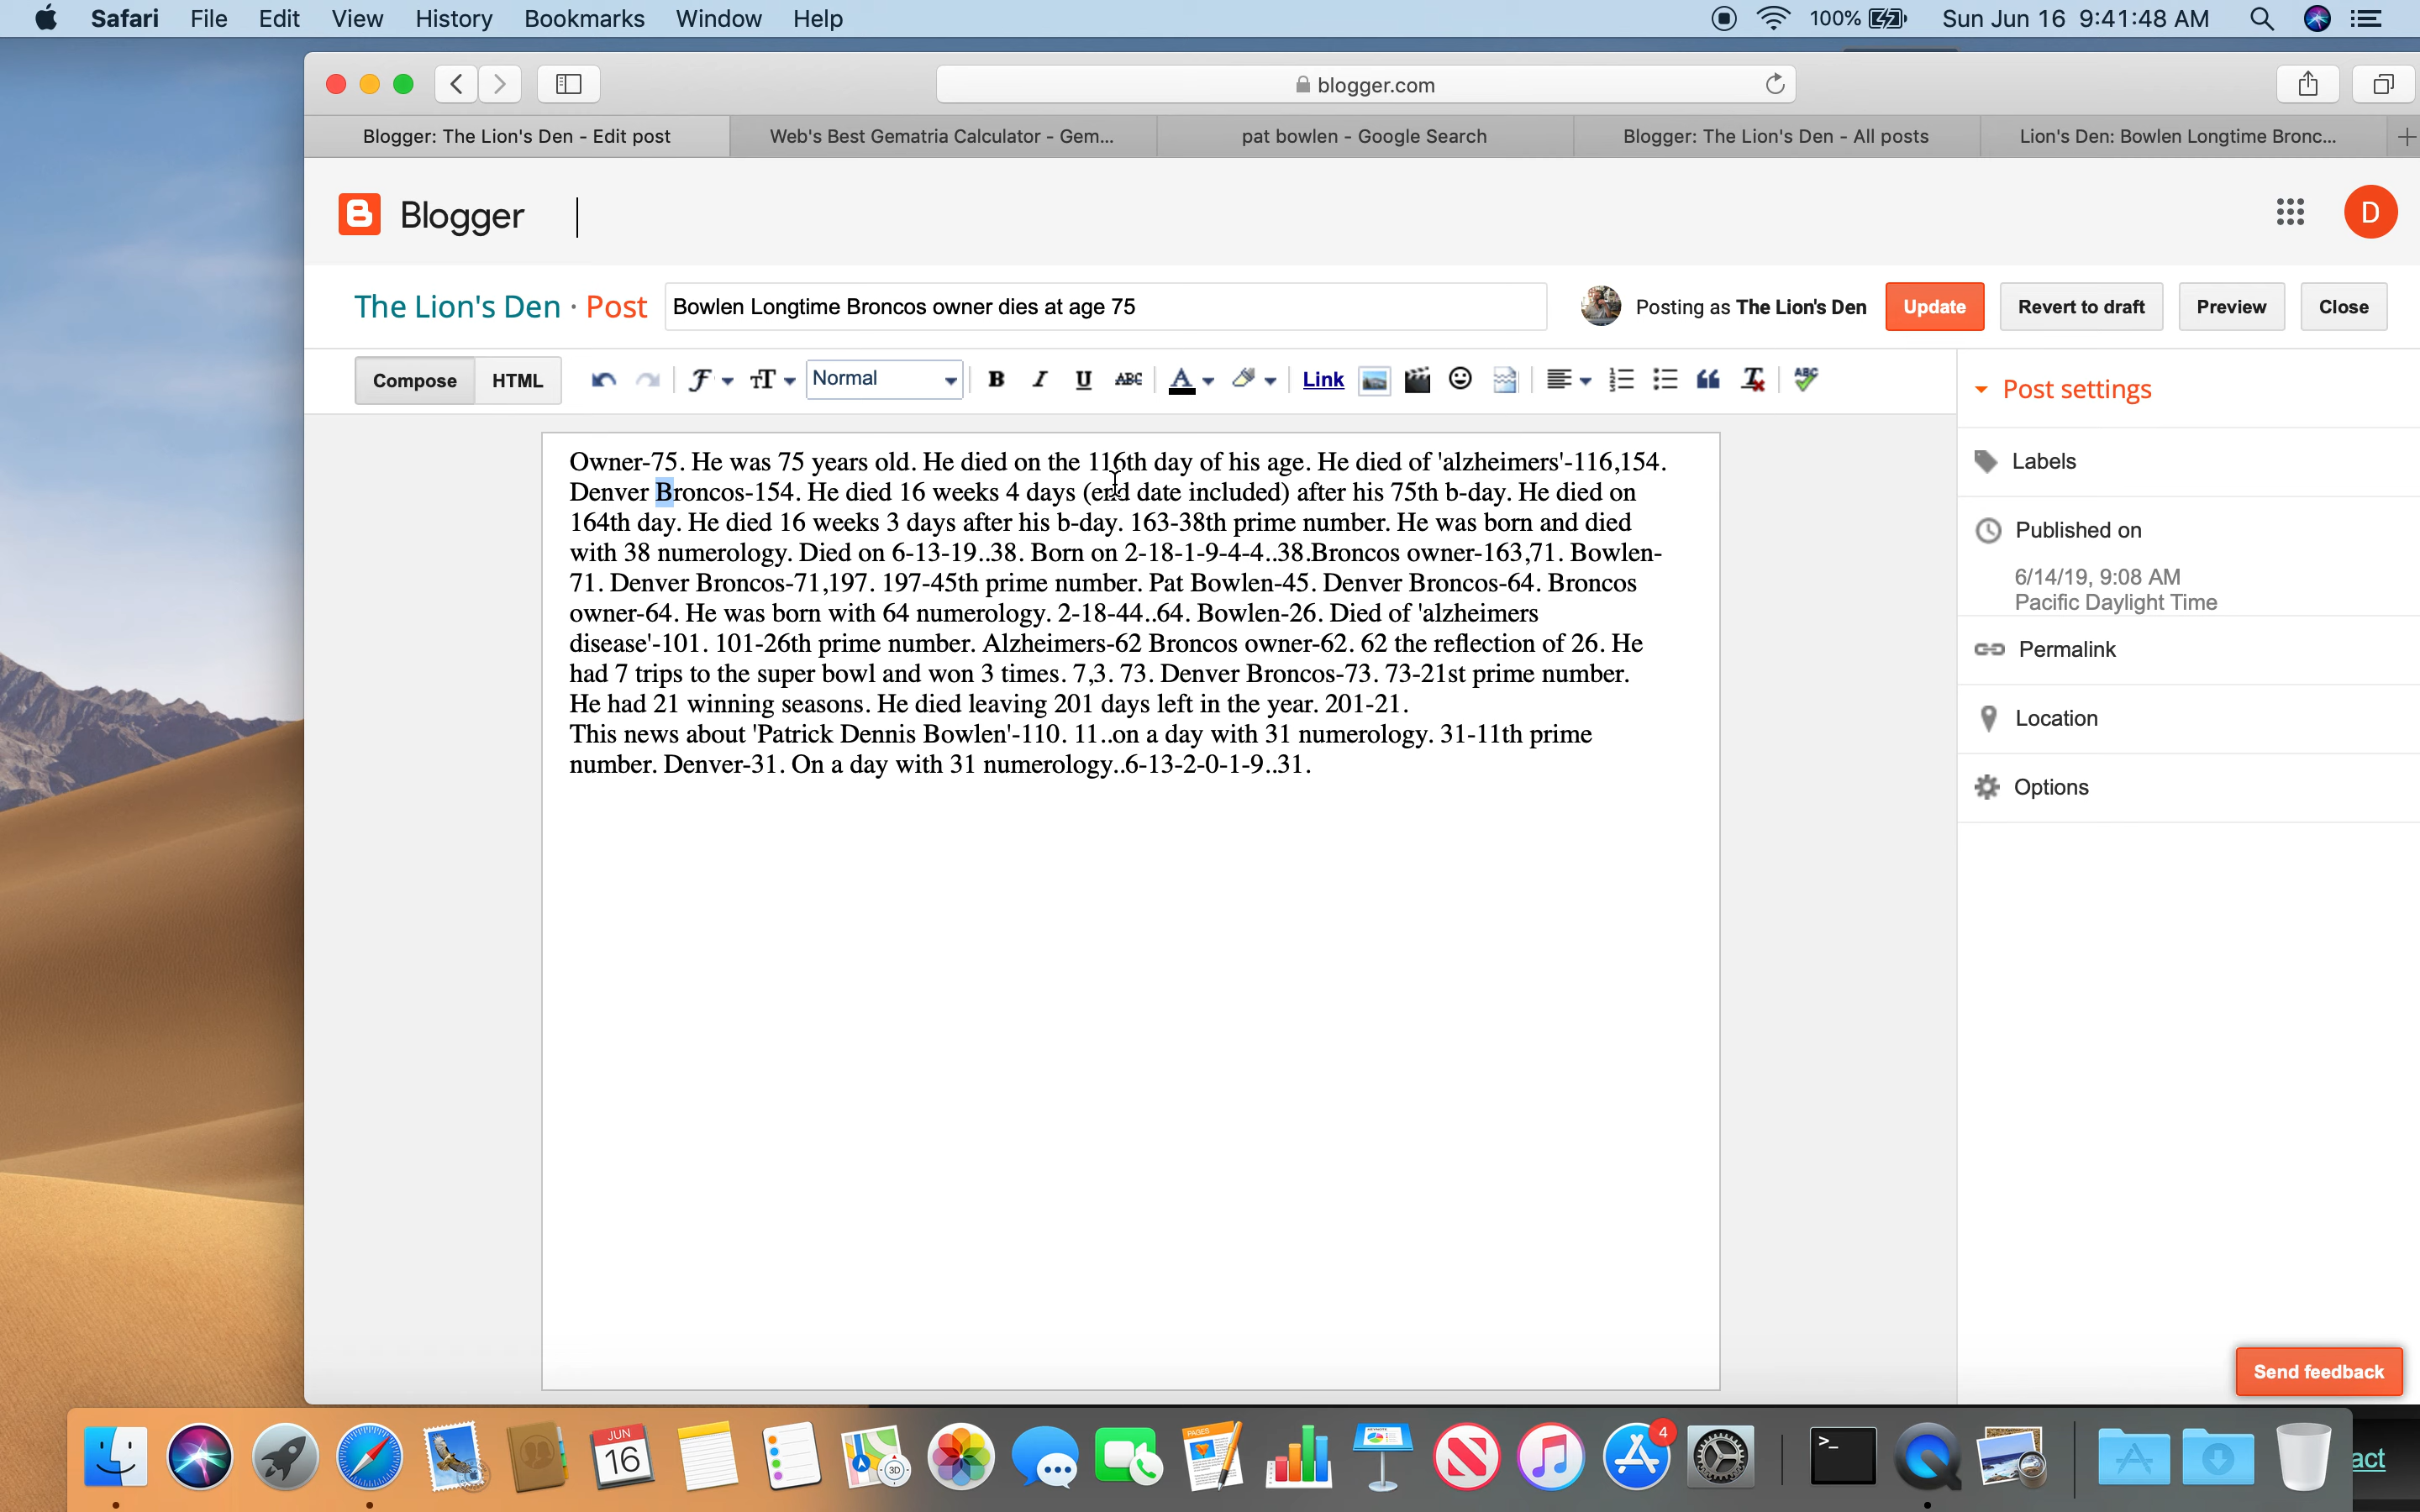 Safari File Edit View History Bookmarks Window Help 100% Sun Jun 16 9:41:48 AM
blogger.com
Blogger: The Lion's Den - Edit post Web's Best Gematria Calculator - Gem... pat bowlen - Google Search Blogger: The Lion's Den - All posts Lion's Den: Bowlen Longtime Bronc...
Blogger D
The Lion's Den · Post Bowlen Longtime Broncos owner dies at age 75 Posting as The Lion's Den Update Revert to draft Preview Close
Compose HTML Normal B I U ABC A Link ABC
Post settings
Labels
Published on
6/14/19, 9:08 AM
Pacific Daylight Time
Permalink
Location
Options
Owner-75. He was 75 years old. He died on the 116th day of his age. He died of 'alzheimers'-116,154.
Denver Broncos-154. He died 16 weeks 4 days (end date included) after his 75th b-day. He died on
164th day. He died 16 weeks 3 days after his b-day. 163-38th prime number. He was born and died
with 38 numerology. Died on 6-13-19..38. Born on 2-18-1-9-4-4..38.Broncos owner-163,71. Bowlen-
71. Denver Broncos-71,197. 197-45th prime number. Pat Bowlen-45. Denver Broncos-64. Broncos
owner-64. He was born with 64 numerology. 2-18-44..64. Bowlen-26. Died of 'alzheimers
disease'-101. 101-26th prime number. Alzheimers-62 Broncos owner-62. 62 the reflection of 26. He
had 7 trips to the super bowl and won 3 times. 7,3. 73. Denver Broncos-73. 73-21st prime number.
He had 21 winning seasons. He died leaving 201 days left in the year. 201-21.
This news about 'Patrick Dennis Bowlen'-110. 11..on a day with 31 numerology. 31-11th prime
number. Denver-31. On a day with 31 numerology..6-13-2-0-1-9..31.
Send feedback
JUN
16
3D
PAGES
4
act